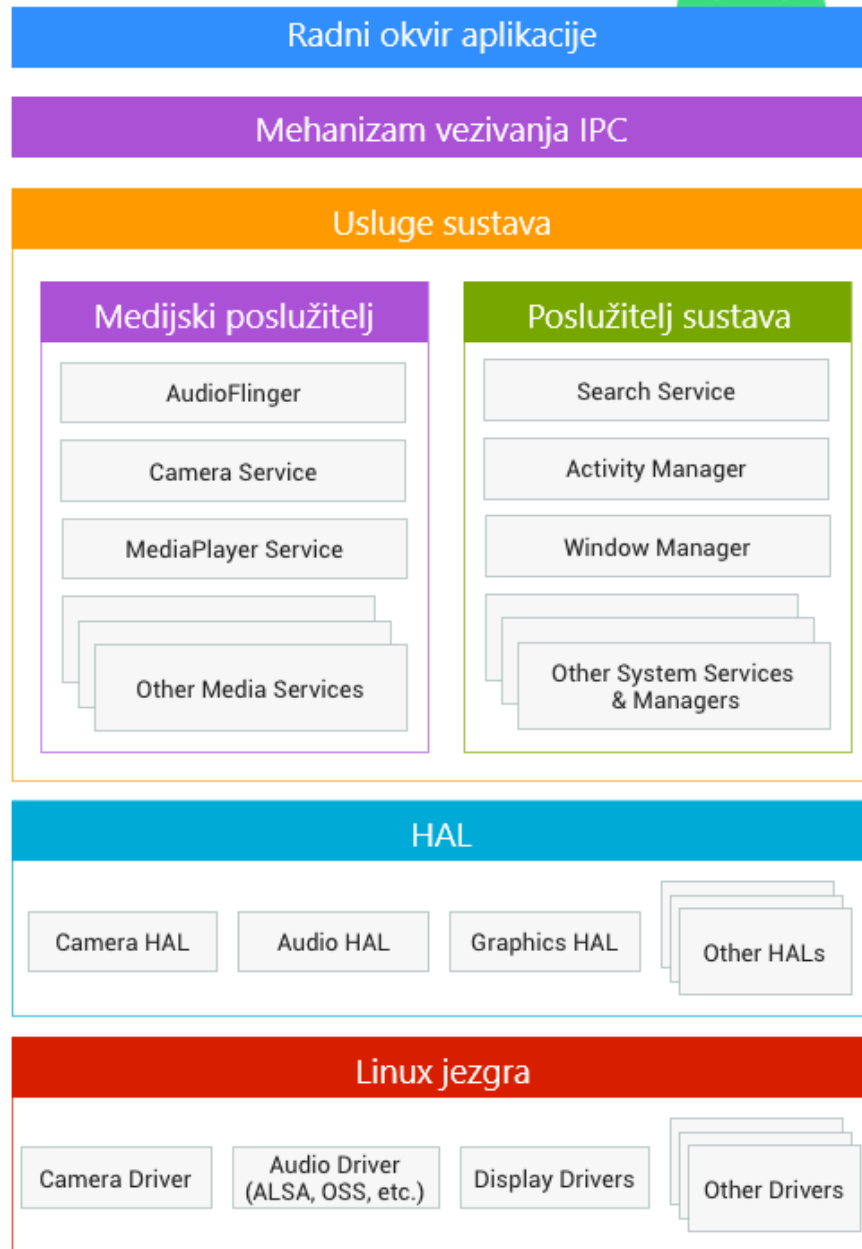 Radni okvir aplikacije
Mehanizam vezivanja IPC
Usluge sustava
Medijski poslužitelj
AudioFlinger
Camera Service
MediaPlayer Service
Other Media Services
Poslužitelj sustava
Search Service
Activity Manager
Window Manager
Other System Services
& Managers
HAL
Camera HAL
Audio HAL
Graphics HAL
Other HALs
Linux jezgra
Camera Driver
Audio Driver
(ALSA, OSS, etc.)
Display Drivers
Other Drivers